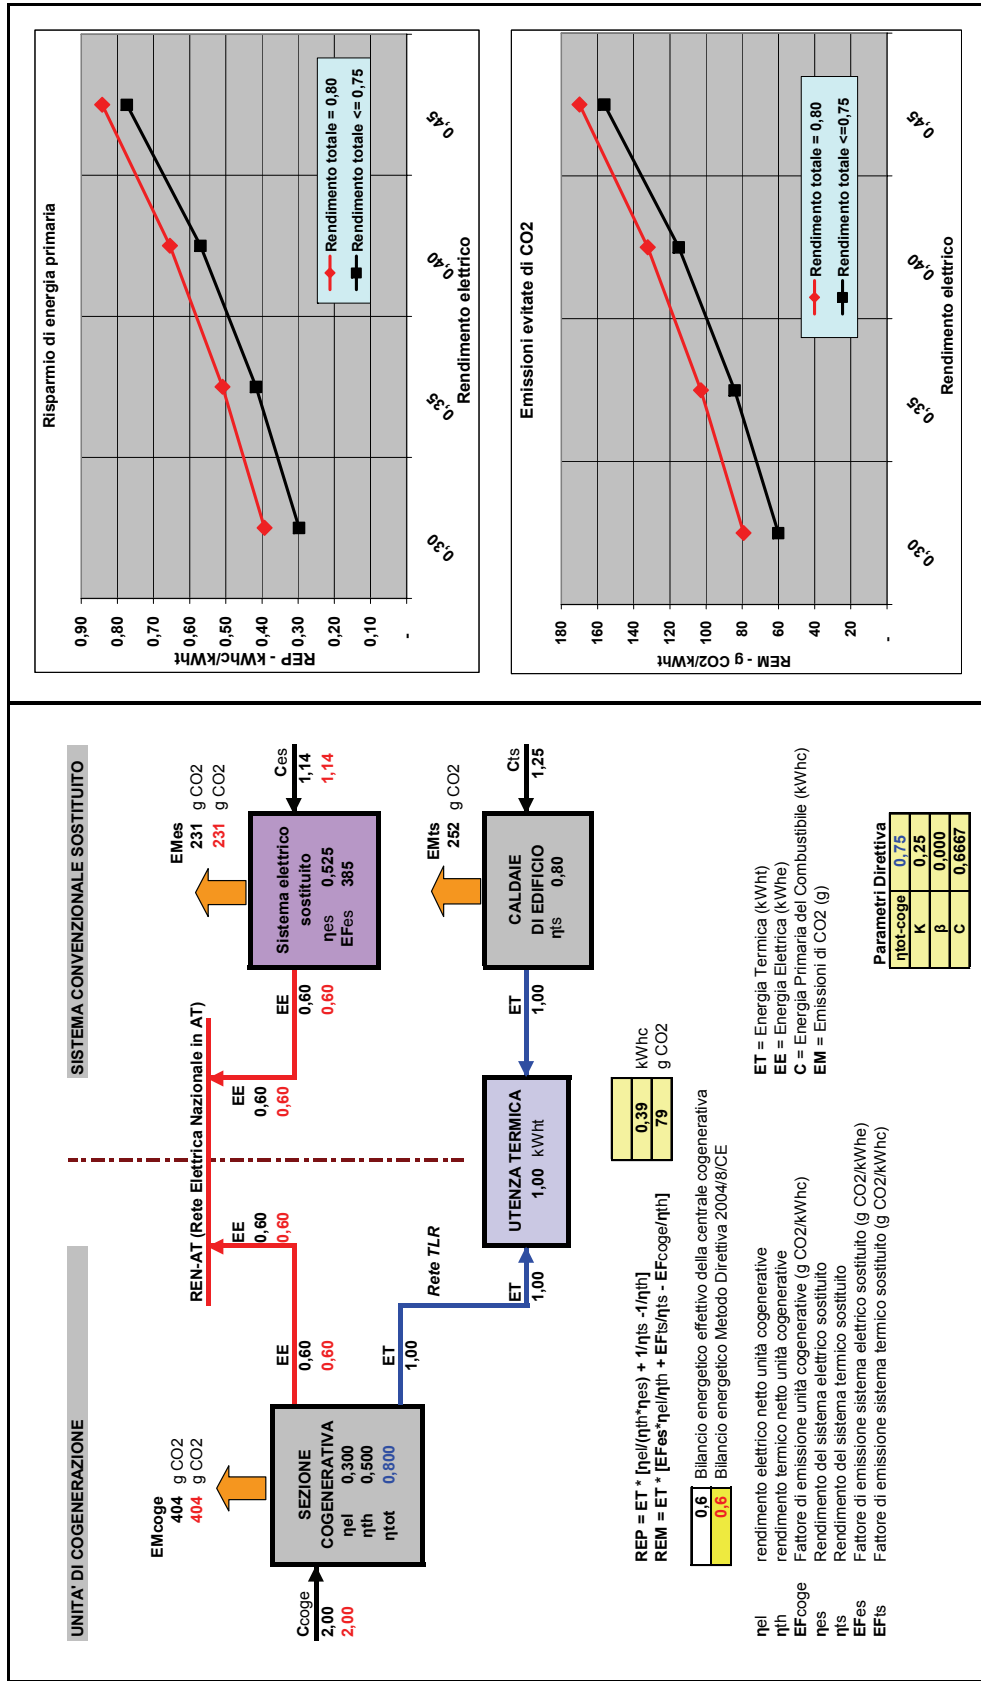 UNITA' DI COGENERAZIONE
SISTEMA CONVENZIONALE SOSTITUITO
EMcoge
404 g CO2
404 g CO2
REN-AT (Rete Elettrica Nazionale in AT)
EMes
231 g CO2
231 g CO2
EE
0,60
0,60
EE
0,60
0,60
Ccoge
2,00
2,00
SEZIONE
COGENERATIVA
ηel 0,300
ηth 0,500
ηtot 0,800
EE
0,60
0,60
EE
0,60
0,60
Sistema elettrico
sostituito
ηes 0,525
EFes 385
Ces
1,14
1,14
ET
1,00
Rete TLR
EMts
252 g CO2
ET
1,00
UTENZA TERMICA
1,00 kWht
ET
1,00
CALDAIE
DI EDIFICIO
ηts 0,80
Cts
1,25
REP = ET * [ηel/(ηth*ηes) + 1/ηts -1/ηth]
0,39 kWhc
REM = ET * [EFes*ηel/ηth + EFts/ηts - EFcoge/ηth]
79 g CO2
0,6 Bilancio energetico effettivo della centrale cogenerativa
0,6 Bilancio energetico Metodo Direttiva 2004/8/CE
ηel rendimento elettrico netto unità cogenerative
ηth rendimento termico netto unità cogenerative
EFcoge Fattore di emissione unità cogenerative (g CO2/kWhc)
ηes Rendimento del sistema elettrico sostituito
ηts Rendimento del sistema termico sostituito
EFes Fattore di emissione sistema elettrico sostituito (g CO2/kWhe)
EFts Fattore di emissione sistema termico sostituito (g CO2/kWhc)
ET = Energia Termica (kWht)
EE = Energia Elettrica (kWhe)
C = Energia Primaria del Combustibile (kWhc)
EM = Emissioni di CO2 (g)
Parametri Direttiva
ηtot-coge 0,75
K 0,25
β 0,000
C 0,6667
Risparmio di energia primaria
0,90
0,80
0,70
0,60
0,50
0,40
0,30
0,20
0,10
-
REP - kWhc/kWht
0,30
0,35
0,40
0,45
Rendimento elettrico
Rendimento totale = 0,80
Rendimento totale <= 0,75
Emissioni evitate di CO2
180
160
140
120
100
80
60
40
20
-
REM - g CO2/kWht
0,30
0,35
0,40
0,45
Rendimento elettrico
Rendimento totale = 0,80
Rendimento totale <=0,75